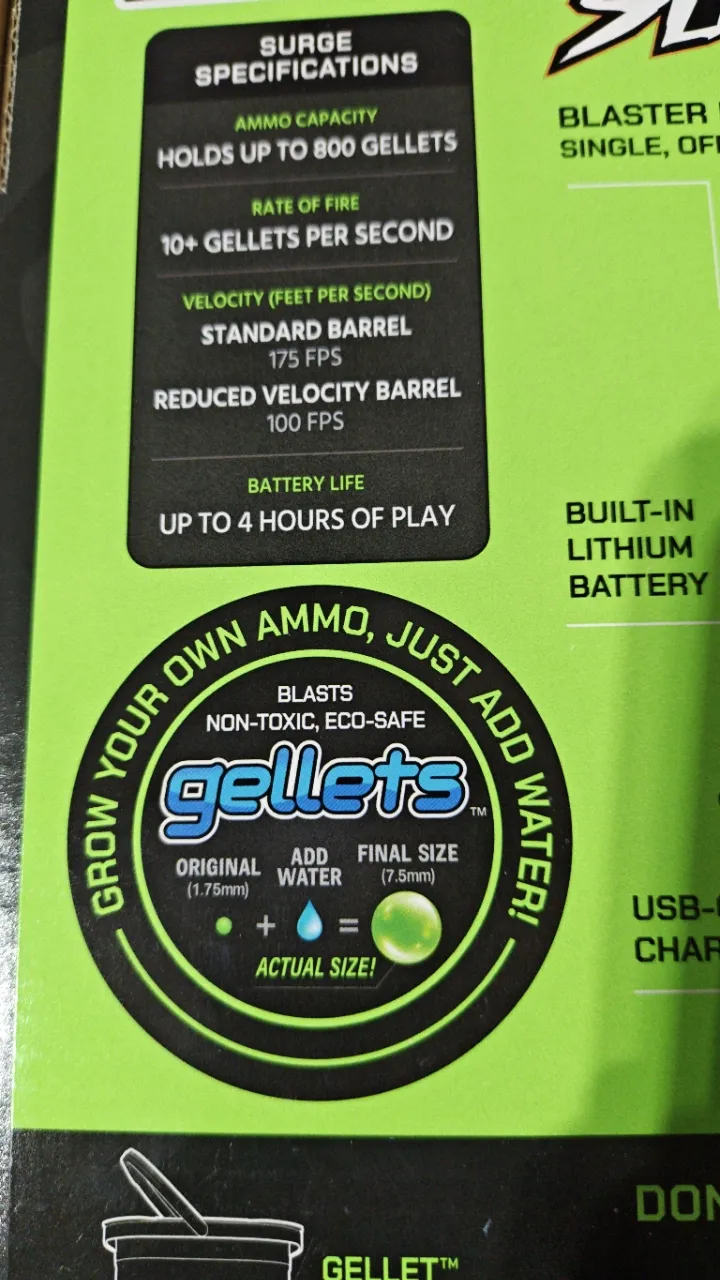 SURGE
SPECIFICATIONS
AMMO CAPACITY
HOLDS UP TO 800 GELLETS
RATE OF FIRE
10+ GELLETS PER SECOND
VELOCITY (FEET PER SECOND)
STANDARD BARREL
175 FPS
REDUCED VELOCITY BARREL
100 FPS
BATTERY LIFE
UP TO 4 HOURS OF PLAY
BLASTER
SINGLE,
BUILT-IN
LITHIUM
BATTERY
GROW YOUR OWN AMMO, JUST ADD WATER!
BLASTS
NON-TOXIC, ECO-SAFE
gellets™
ORIGINAL
(1.75mm)
+
ADD
WATER
=
FINAL SIZE
(7.5mm)
ACTUAL SIZE!
GELLET™